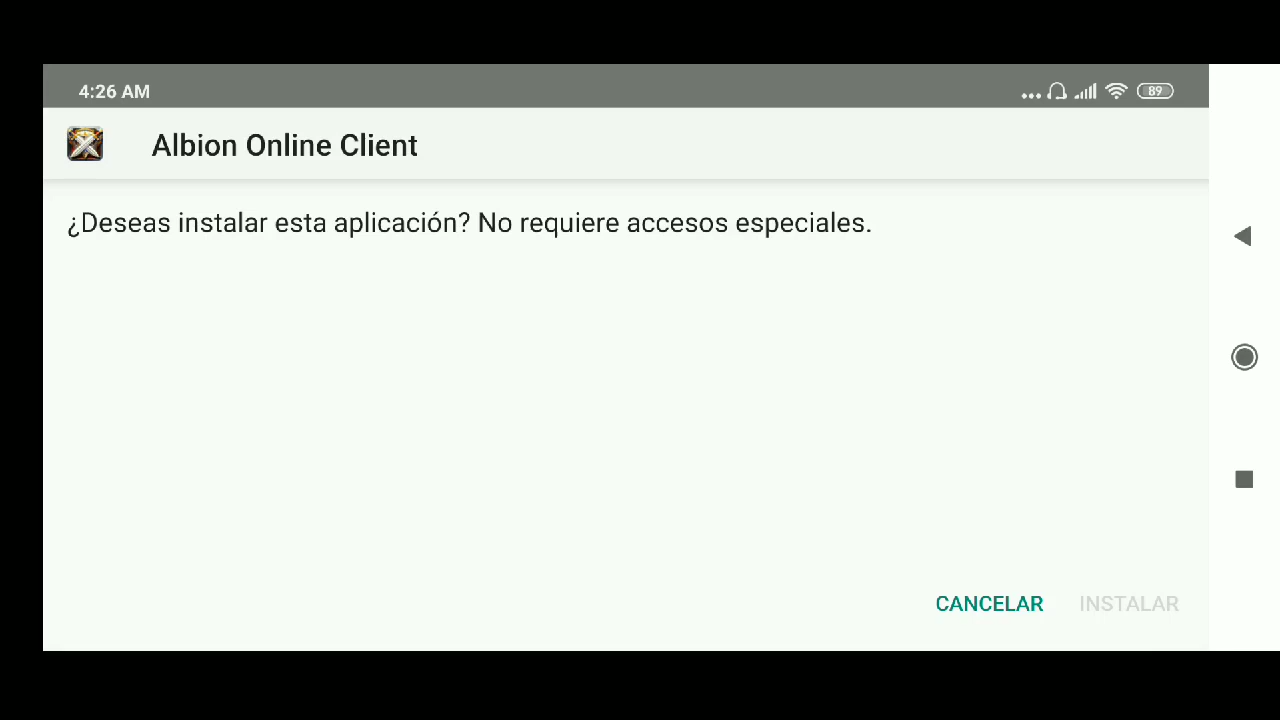 4:26 AM
89
Albion Online Client
¿Deseas instalar esta aplicación? No requiere accesos especiales.
CANCELAR INSTALAR